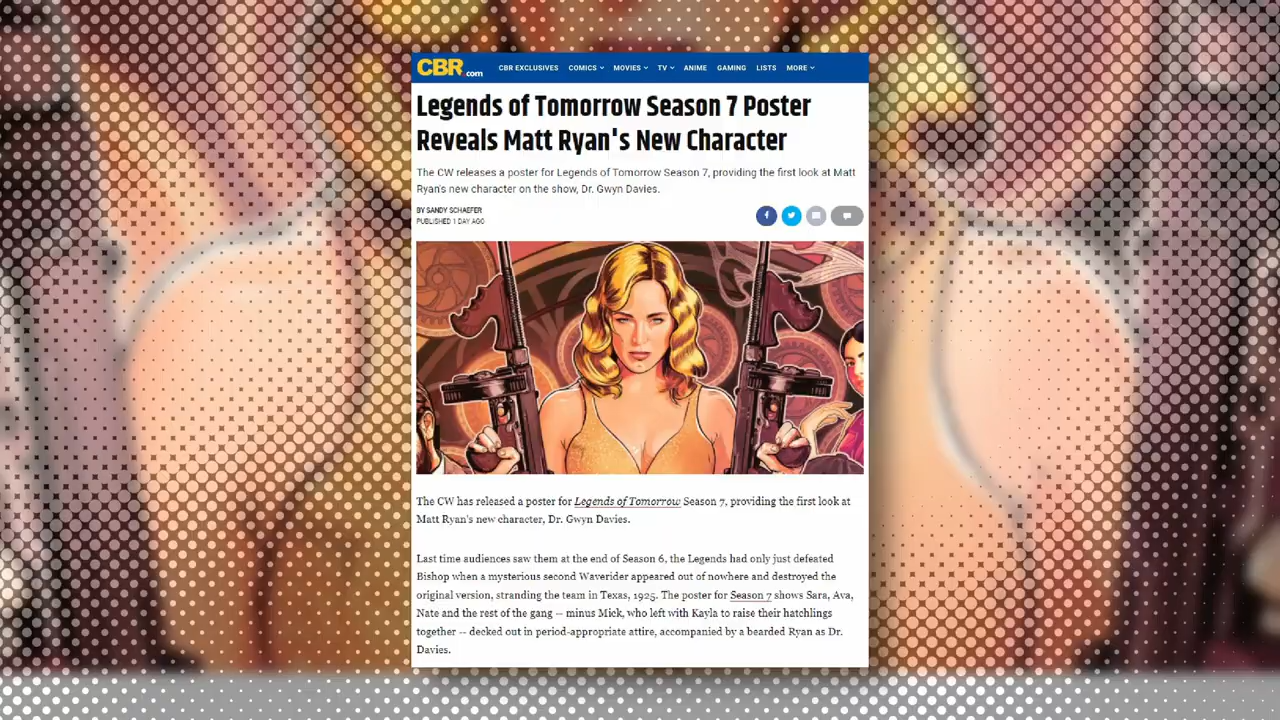 CBR.com CBR EXCLUSIVES COMICS MOVIES TV ANIME GAMING LISTS MORE
Legends of Tomorrow Season 7 Poster
Reveals Matt Ryan's New Character
The CW releases a poster for Legends of Tomorrow Season 7, providing the first look at Matt
Ryan's new character on the show, Dr. Gwyn Davies.
BY SANDY SCHAEFER
PUBLISHED 1 DAY AGO
The CW has released a poster for Legends of Tomorrow Season 7, providing the first look at
Matt Ryan's new character, Dr. Gwyn Davies.
Last time audiences saw them at the end of Season 6, the Legends had only just defeated
Bishop when a mysterious second Waverider appeared out of nowhere and destroyed the
original version, stranding the team in Texas, 1925. The poster for Season 7 shows Sara, Ava,
Nate and the rest of the gang -- minus Mick, who left with Kayla to raise their hatchlings
together -- decked out in period-appropriate attire, accompanied by a bearded Ryan as Dr.
Davies.